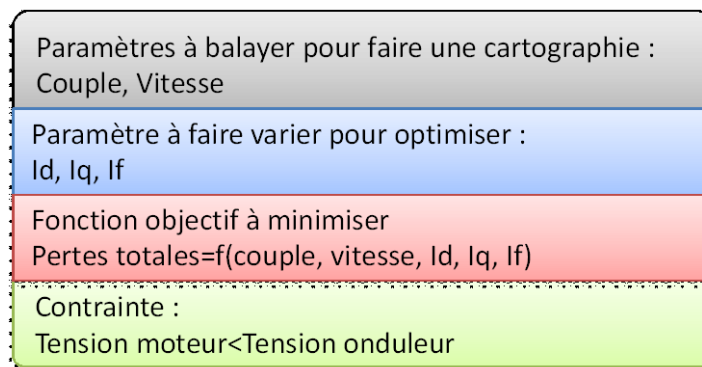 Paramètres à balayer pour faire une cartographie :
Couple, Vitesse
Paramètre à faire varier pour optimiser :
Id, Iq, If
Fonction objectif à minimiser
Pertes totales=f(couple, vitesse, Id, Iq, If)
Contrainte :
Tension moteur<Tension onduleur